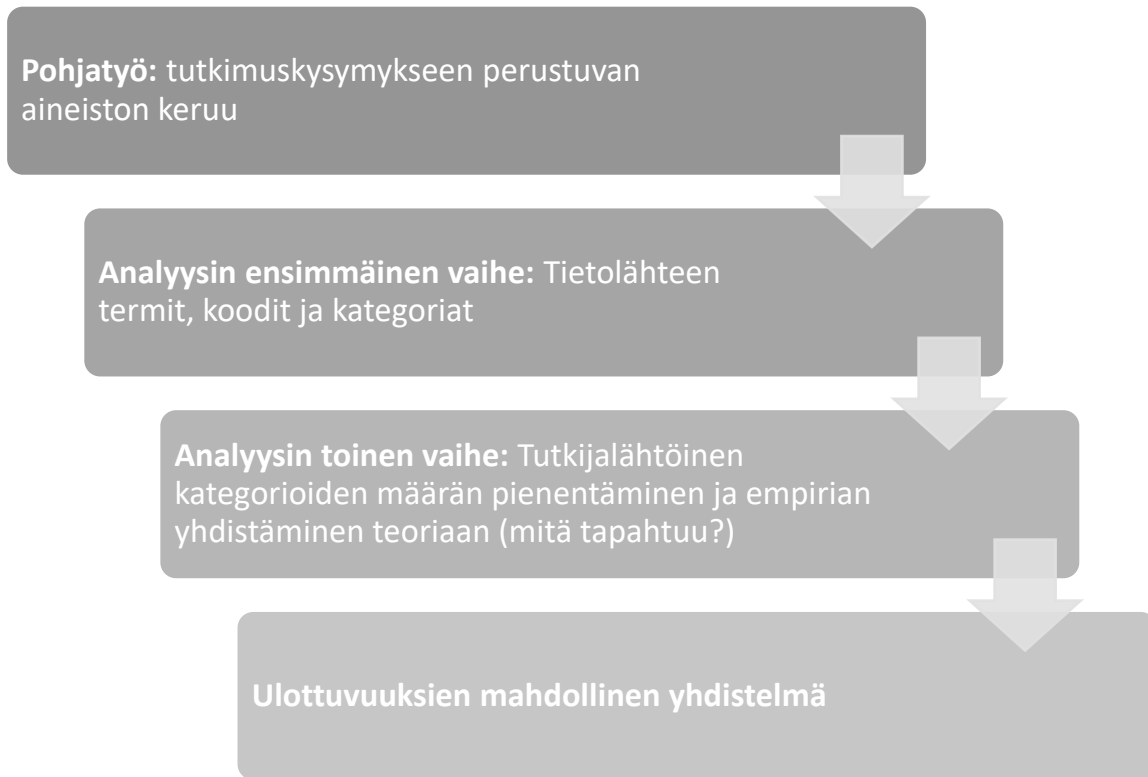 Pohjatyö: tutkimuskysymykseen perustuvan
aineiston keruu
Analyysin ensimmäinen vaihe: Tietolähteen
termit, koodit ja kategoriat
Analyysin toinen vaihe: Tutkijalähtöinen
kategorioiden määrän pienentäminen ja empirian
yhdistäminen teoriaan (mitä tapahtuu?)
Ulottuvuuksien mahdollinen yhdistelmä